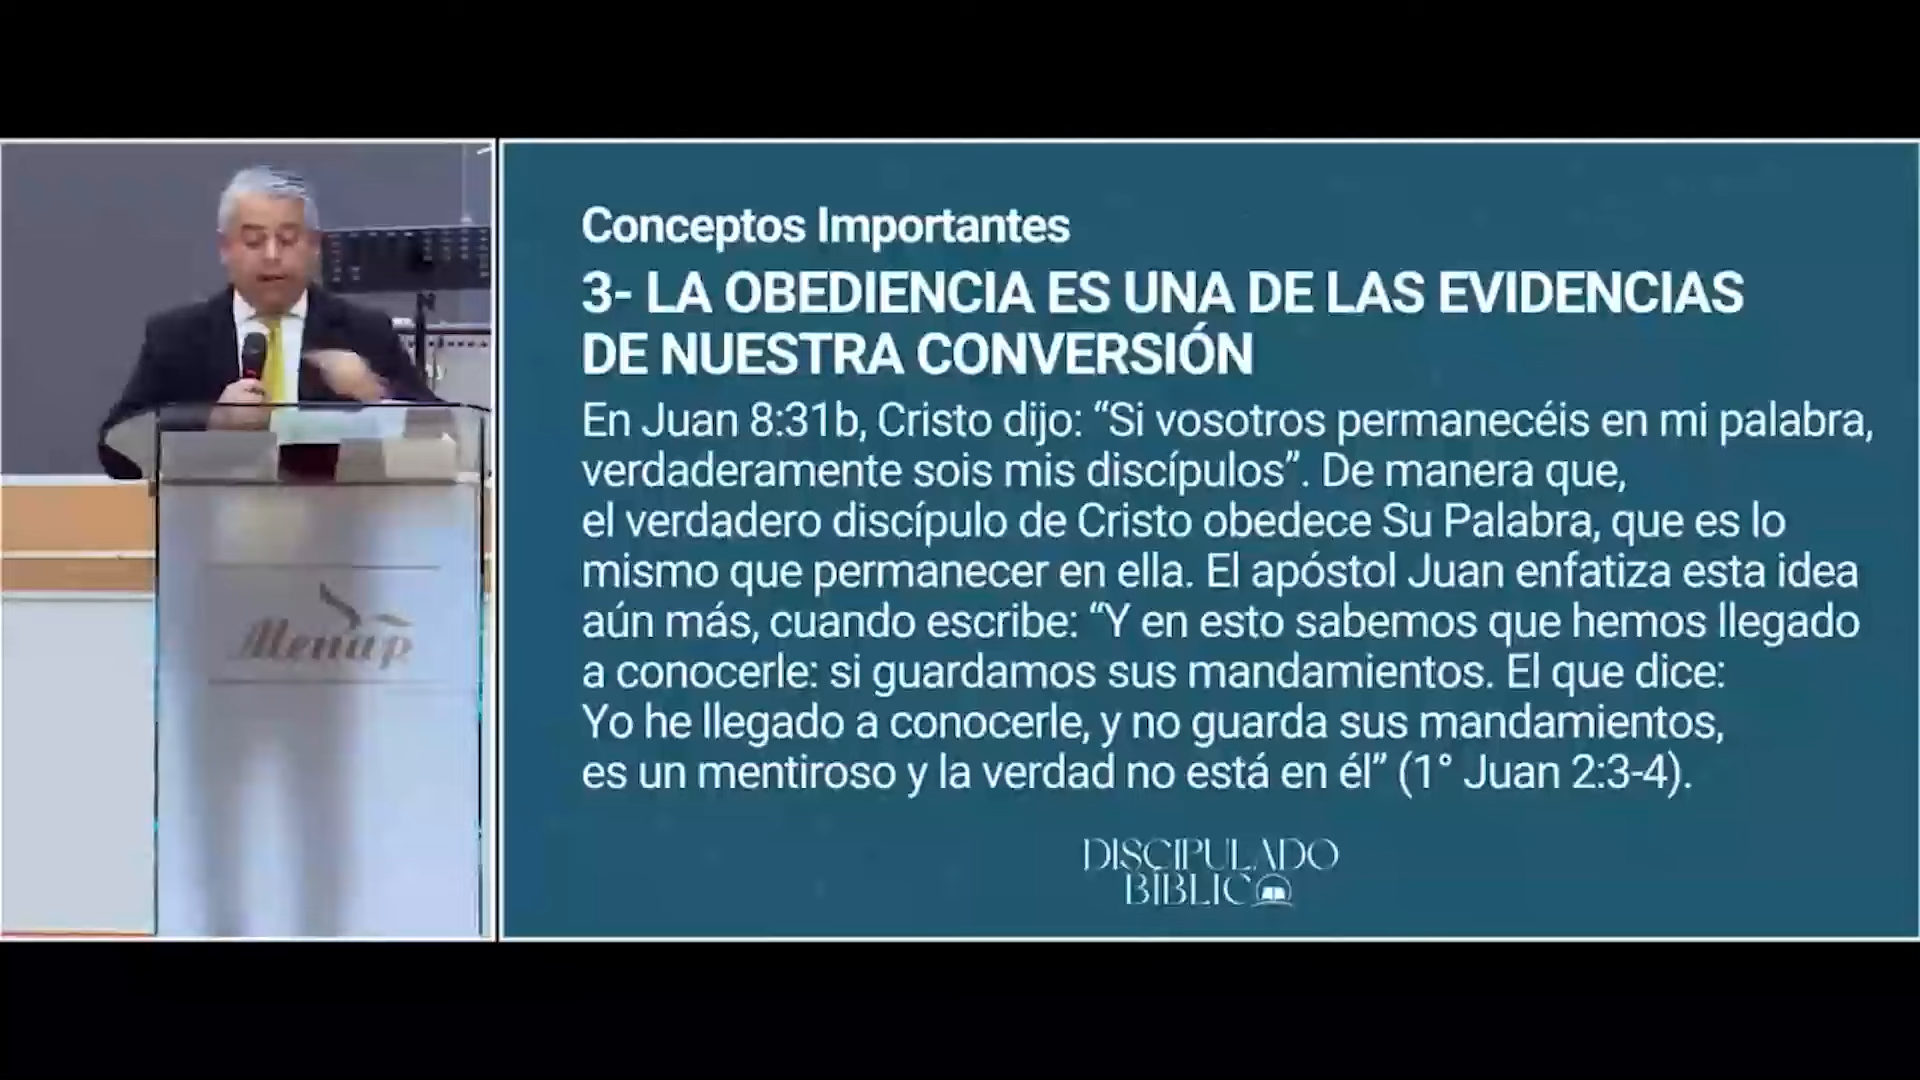 Conceptos Importantes
3- LA OBEDIENCIA ES UNA DE LAS EVIDENCIAS
DE NUESTRA CONVERSIÓN
En Juan 8:31b, Cristo dijo: “Si vosotros permanecéis en mi palabra,
verdaderamente sois mis discípulos”. De manera que,
el verdadero discípulo de Cristo obedece Su Palabra, que es lo
mismo que permanecer en ella. El apóstol Juan enfatiza esta idea
aún más, cuando escribe: “Y en esto sabemos que hemos llegado
a conocerle: si guardamos sus mandamientos. El que dice:
Yo he llegado a conocerle, y no guarda sus mandamientos,
es un mentiroso y la verdad no está en él” (1° Juan 2:3-4).
DISCIPULADO
BÍBLICO
Menap